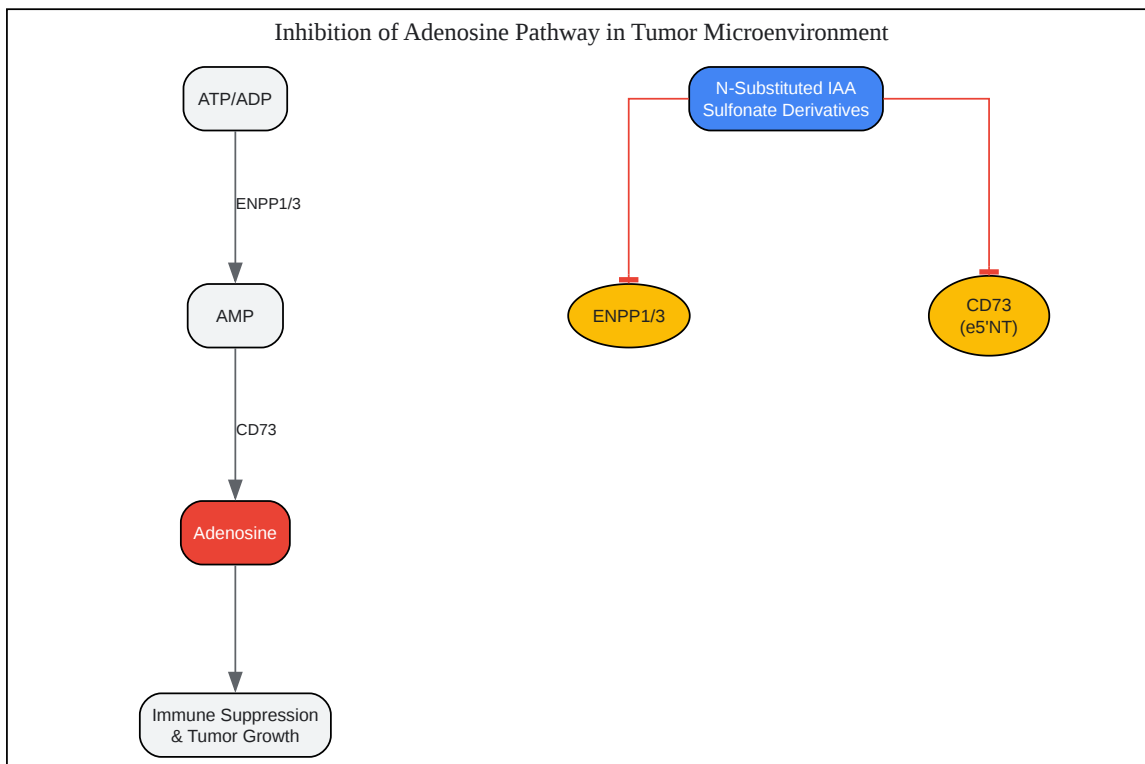 Inhibition of Adenosine Pathway in Tumor Microenvironment
ATP/ADP
N-Substituted IAA
Sulfonate Derivatives
ENPP1/3
AMP
ENPP1/3
CD73
(e5'NT)
CD73
Adenosine
Immune Suppression
& Tumor Growth